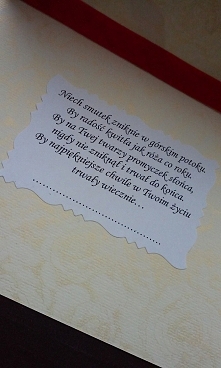 Niech smutek zniknie w górskim potoku.
By radość kwitła jak róża co roku.
By na Twej twarzy promyczek słońca,
nigdy nie zniknął i trwał do końca.
By najpiękniejsze chwile w Twoim życiu
trwały wiecznie...
................................